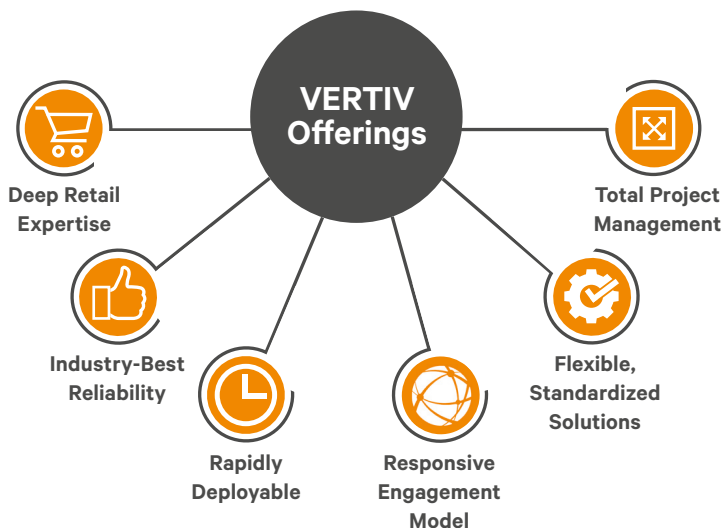 VERTIV
Offerings
Deep Retail
Expertise
Total Project
Management
Industry-Best
Reliability
Flexible,
Standardized
Solutions
Rapidly
Deployable
Responsive
Engagement
Model